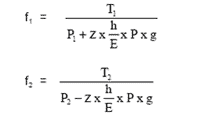 f₁ = T₁ / (P₁ + Z x h/E x P x g)
f₂ = T₂ / (P₂ – Z x h/E x P x g)